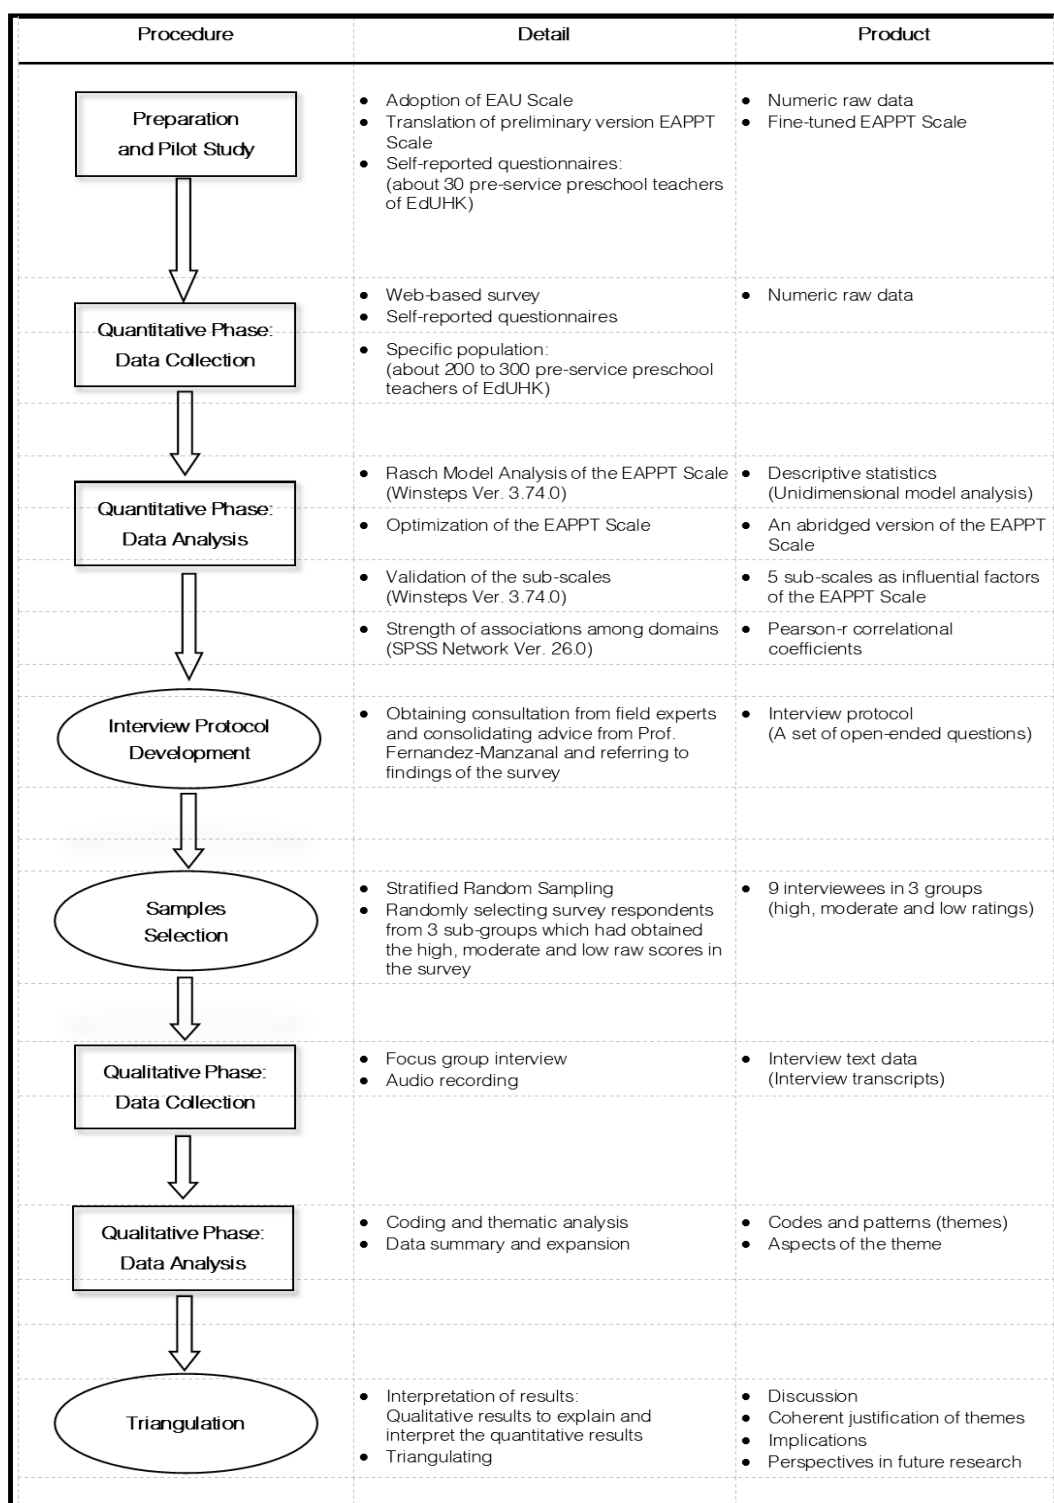 Procedure
Detail
Product
Preparation
and Pilot Study
● Adoption of EAU Scale
● Translation of preliminary version EAPPT
Scale
● Self-reported questionnaires:
(about 30 pre-service preschool teachers
of EdUHK)
● Numeric raw data
● Fine-tuned EAPPT Scale
Quantitative Phase:
Data Collection
● Web-based survey
● Self-reported questionnaires
● Specific population:
(about 200 to 300 pre-service preschool
teachers of EdUHK)
● Numeric raw data
Quantitative Phase:
Data Analysis
● Rasch Model Analysis of the EAPPT Scale
(Winsteps Ver. 3.74.0)
● Descriptive statistics
(Unidimensional model analysis)
● Optimization of the EAPPT Scale
● An abridged version of the EAPPT
Scale
● Validation of the sub-scales
(Winsteps Ver. 3.74.0)
● 5 sub-scales as influential factors
of the EAPPT Scale
● Strength of associations among domains
(SPSS Network Ver. 26.0)
● Pearson-r correlational
coefficients
Interview Protocol
Development
● Obtaining consultation from field experts
and consolidating advice from Prof.
Fernandez-Manzanal and referring to
findings of the survey
● Interview protocol
(A set of open-ended questions)
Samples
Selection
● Stratified Random Sampling
● Randomly selecting survey respondents
from 3 sub-groups which had obtained
the high, moderate and low raw scores in
the survey
● 9 interviewees in 3 groups
(high, moderate and low ratings)
Qualitative Phase:
Data Collection
● Focus group interview
● Audio recording
● Interview text data
(Interview transcripts)
Qualitative Phase:
Data Analysis
● Coding and thematic analysis
● Data summary and expansion
● Codes and patterns (themes)
● Aspects of the theme
Triangulation
● Interpretation of results:
Qualitative results to explain and
interpret the quantitative results
● Triangulating
● Discussion
● Coherent justification of themes
● Implications
● Perspectives in future research